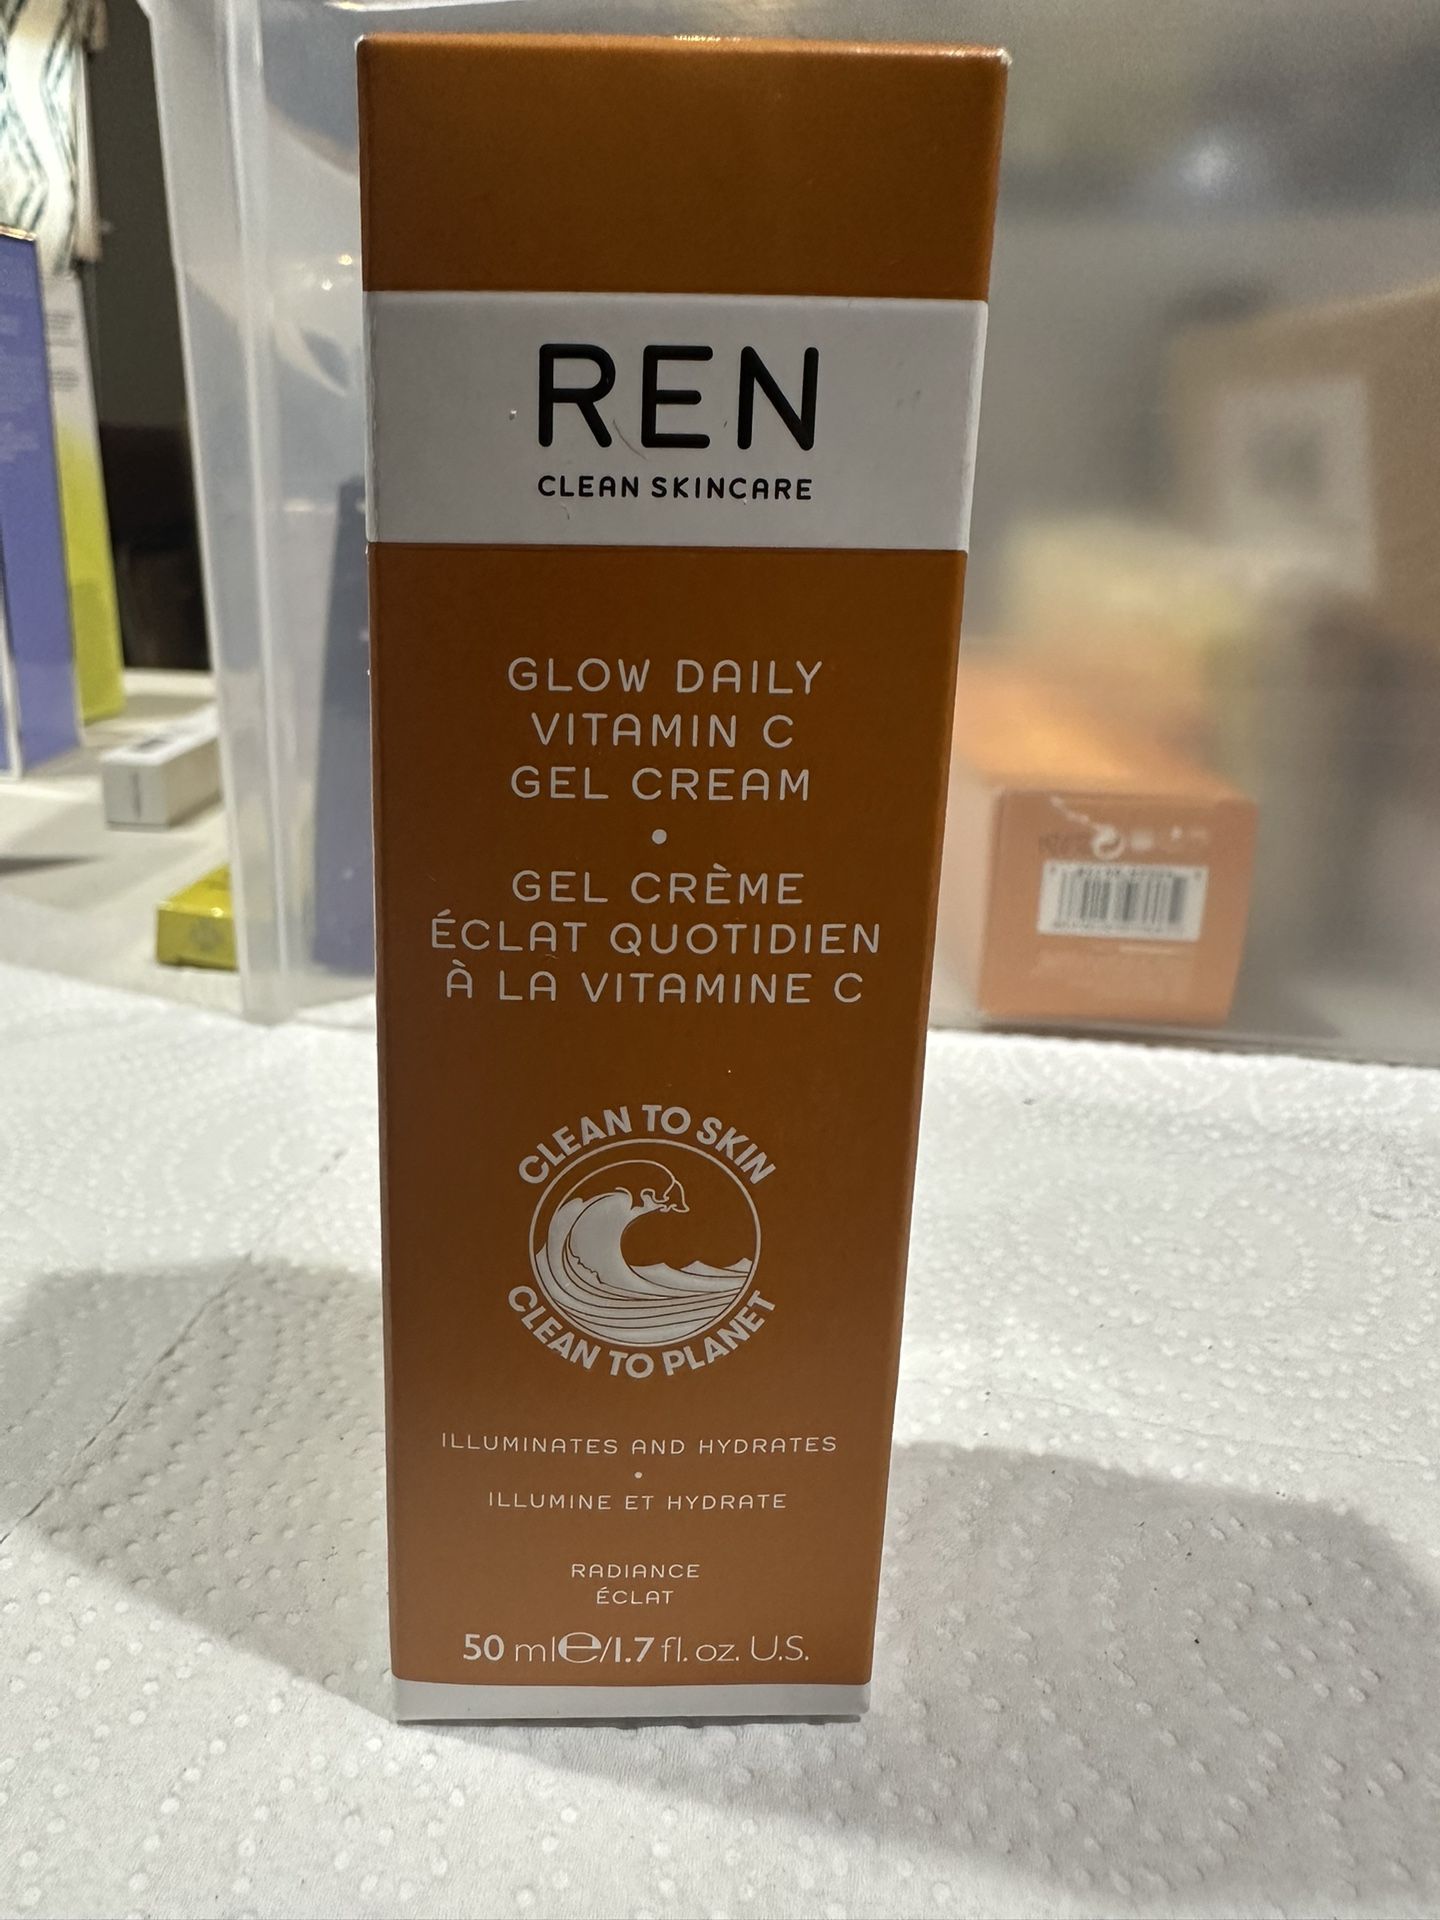 REN
CLEAN SKINCARE
GLOW DAILY
VITAMIN C
GEL CREAM
•
GEL CRÈME
ÉCLAT QUOTIDIEN
À LA VITAMINE C
CLEAN TO SKIN
CLEAN TO PLANET
ILLUMINATES AND HYDRATES
•
ILLUMINE ET HYDRATE
RADIANCE
ÉCLAT
50 ml℮/1.7 fl. oz. U.S.